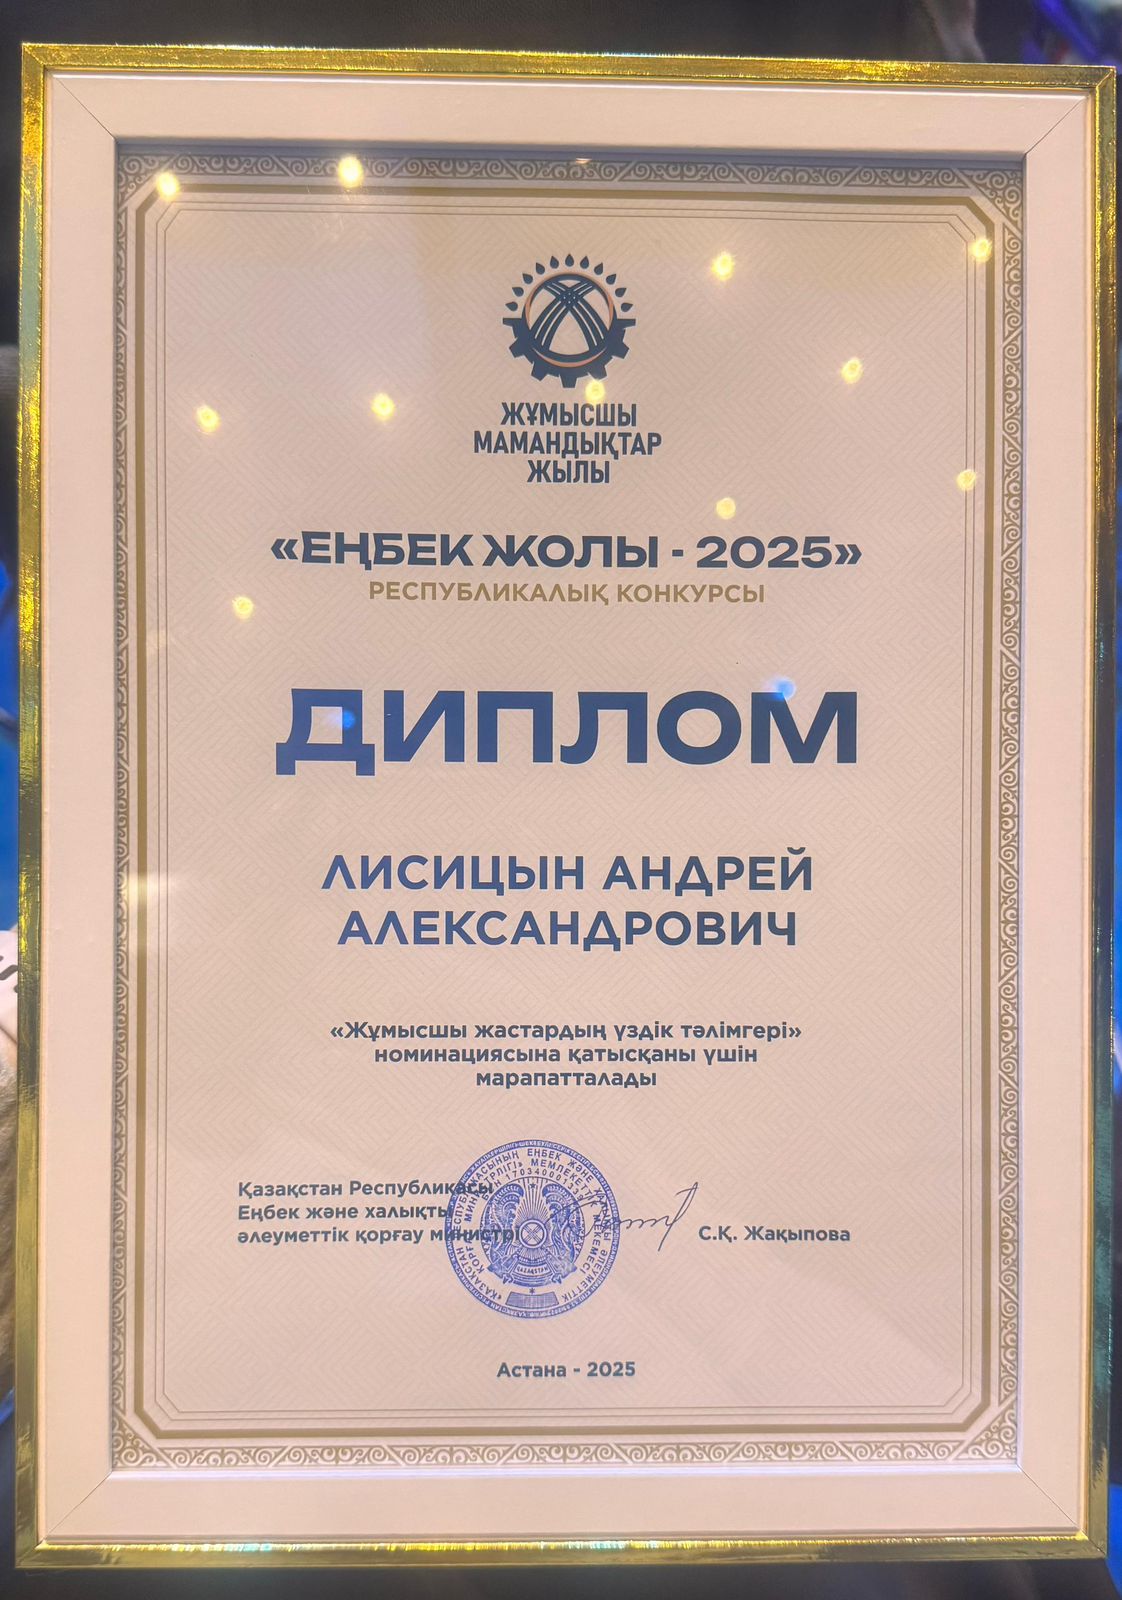 ЖҰМЫСШЫ
МАМАНДЫҚТАР
ЖЫЛЫ
«ЕҢБЕК ЖОЛЫ - 2025»
РЕСПУБЛИКАЛЫҚ КОНКУРСЫ
ДИПЛОМ
ЛИСИЦЫН АНДРЕЙ
АЛЕКСАНДРОВИЧ
«Жұмысшы жастардың үздік тәлімгері»
номинациясына қатысқаны үшін
марапатталады
Қазақстан Республикасы
Еңбек және халықты
әлеуметтік қорғау министрі
С.Қ. Жақыпова
Астана - 2025